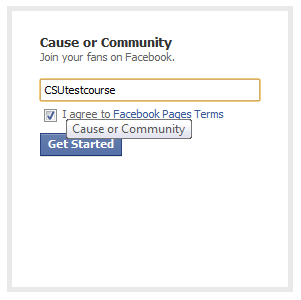 Cause or Community
Join your fans on Facebook.
CSUtestcourse
I agree to Facebook Pages Terms
Cause or Community
Get Started